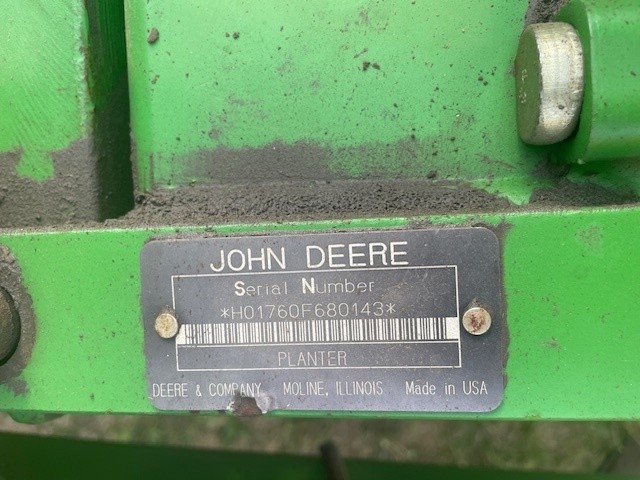 JOHN DEERE
Serial Number
*H01760F680143*
PLANTER
DEERE & COMPANY MOLINE, ILLINOIS Made in USA